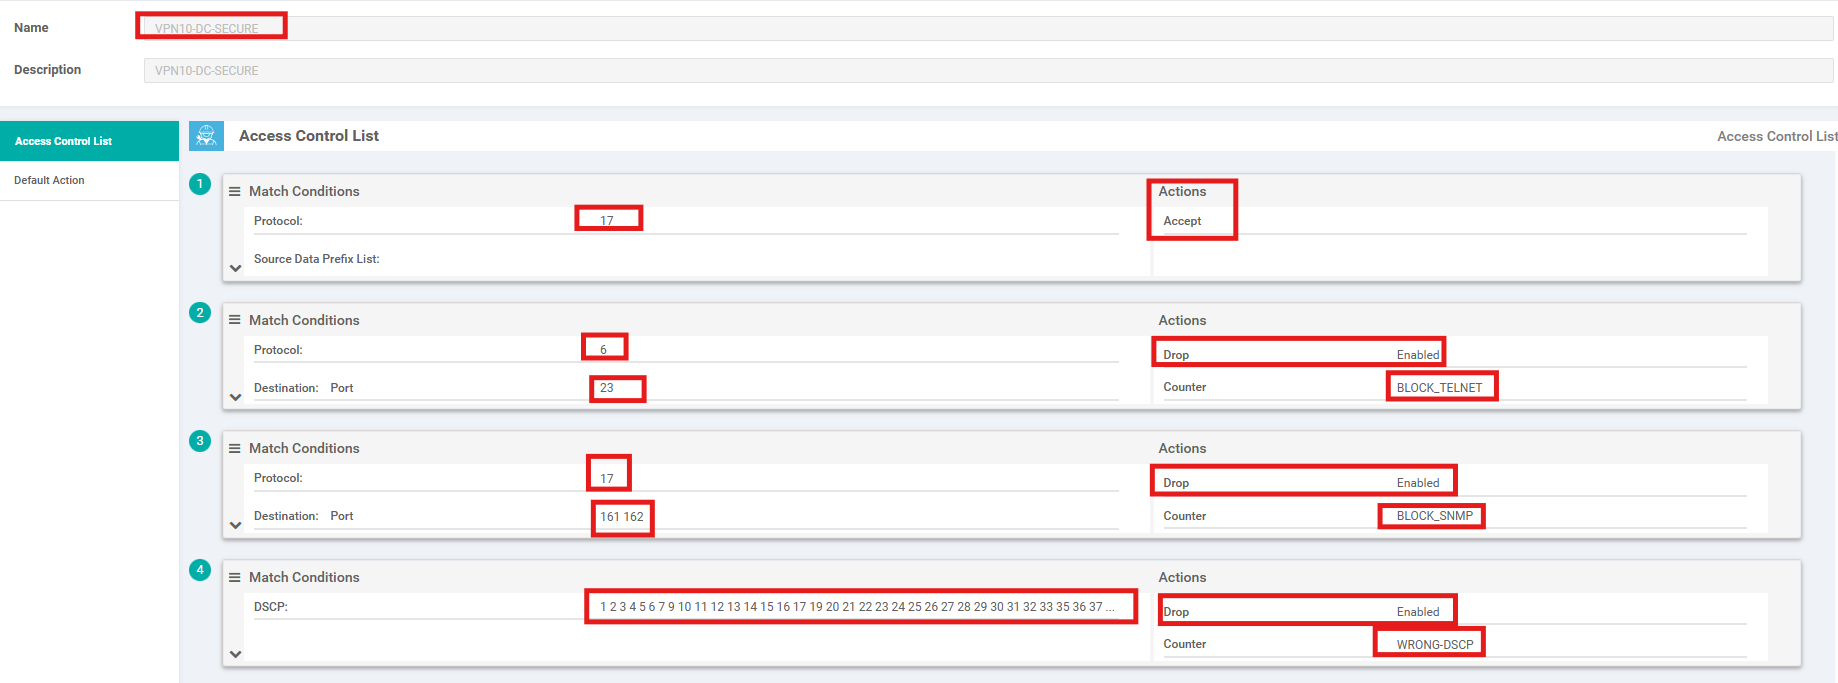 Name VPN10-DC-SECURE
Description VPN10-DC-SECURE
Access Control List
Default Action
Access Control List Access Control List
1 Match Conditions Actions
Protocol: 17 Accept
Source Data Prefix List:
2 Match Conditions Actions
Protocol: 6 Drop Enabled
Destination: Port 23 Counter BLOCK_TELNET
3 Match Conditions Actions
Protocol: 17 Drop Enabled
Destination: Port 161 162 Counter BLOCK_SNMP
4 Match Conditions Actions
DSCP: 1 2 3 4 5 6 7 9 10 11 12 13 14 15 16 17 19 20 21 22 23 24 25 26 27 28 29 30 31 32 33 35 36 37 ... Drop Enabled
Counter WRONG-DSCP